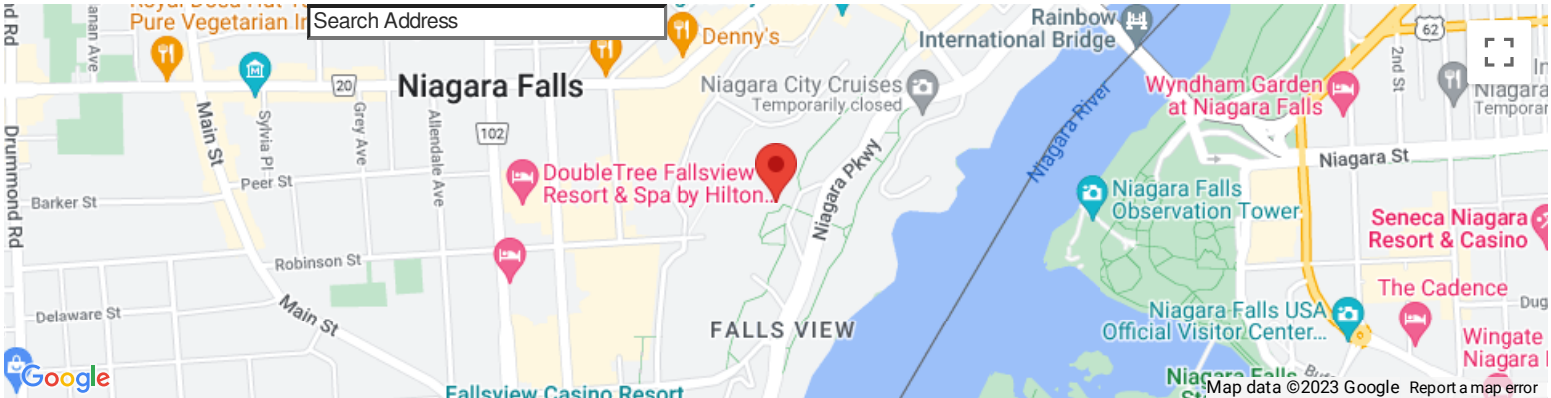 Pure Vegetarian In
Search Address
Denny's
Rainbow
International Bridge
62
2nd St
Niagara Falls
20
Niagara City Cruises
Temporarily closed
Wyndham Garden
at Niagara Falls
Niagara
Temporar
Main St
Sylvia Pl
Grey Ave
Allendale Ave
102
Drummond Rd
Niagara River
Niagara St
Peer St
Barker St
DoubleTree Fallsview
Resort & Spa by Hilton...
Niagara Pkwy
Niagara Falls
Observation Tower
Seneca Niagara
Resort & Casino
Robinson St
Delaware St
Main St
FALLS VIEW
The Cadence
Niagara Falls USA
Official Visitor Center...
Dug
Wingate
Niagara
Google
Fallsview Casino Resort
Niagara Falls
Map data ©2023 Google
Report a map error